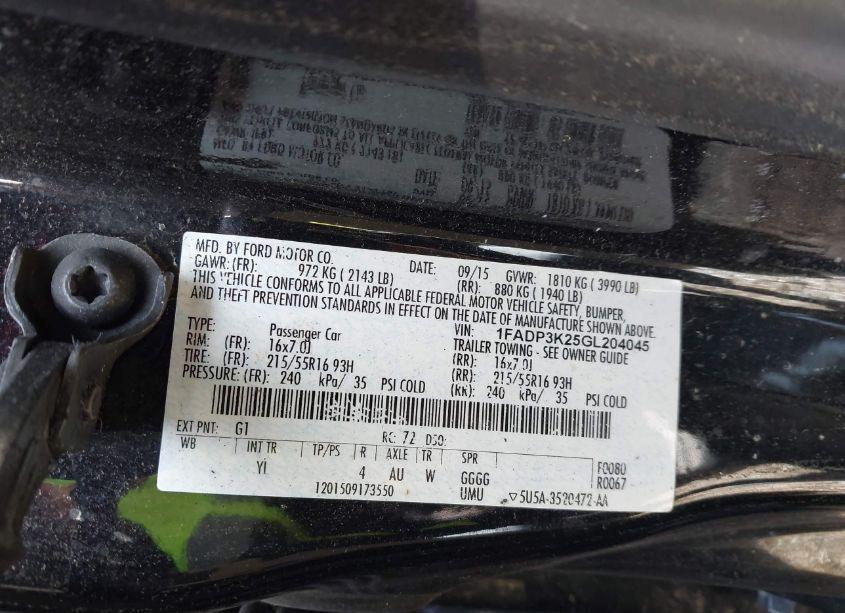 MFD. BY FORD MOTOR CO.
DATE: 09/15 GVWR: 1810 KG ( 3990 LB)
GAWR:(FR): 972 KG ( 2143 LB) (RR): 880 KG ( 1940 LB)
THIS VEHICLE CONFORMS TO ALL APPLICABLE FEDERAL MOTOR VEHICLE SAFETY, BUMPER,
AND THEFT PREVENTION STANDARDS IN EFFECT ON THE DATE OF MANUFACTURE SHOWN ABOVE.
VIN: 1FADP3K25GL204045
TYPE: Passenger Car TRAILER TOWING - SEE OWNER GUIDE
RIM: (FR): 16x7.0J (RR): 16x7.0J
TIRE: (FR): 215/55R16 93H (RR): 215/55R16 93H
PRESSURE: (FR): 240 kPa/ 35 PSI COLD 240 kPa/ 35 PSI COLD
EXT PNT: G1 RC: 72 DSO:
WB INT TR TP/PS R AXLE TR SPR F0080
YI 4 AU W GGGG R0067
1201509173550 UMU ▽5U5A-3520472-AA